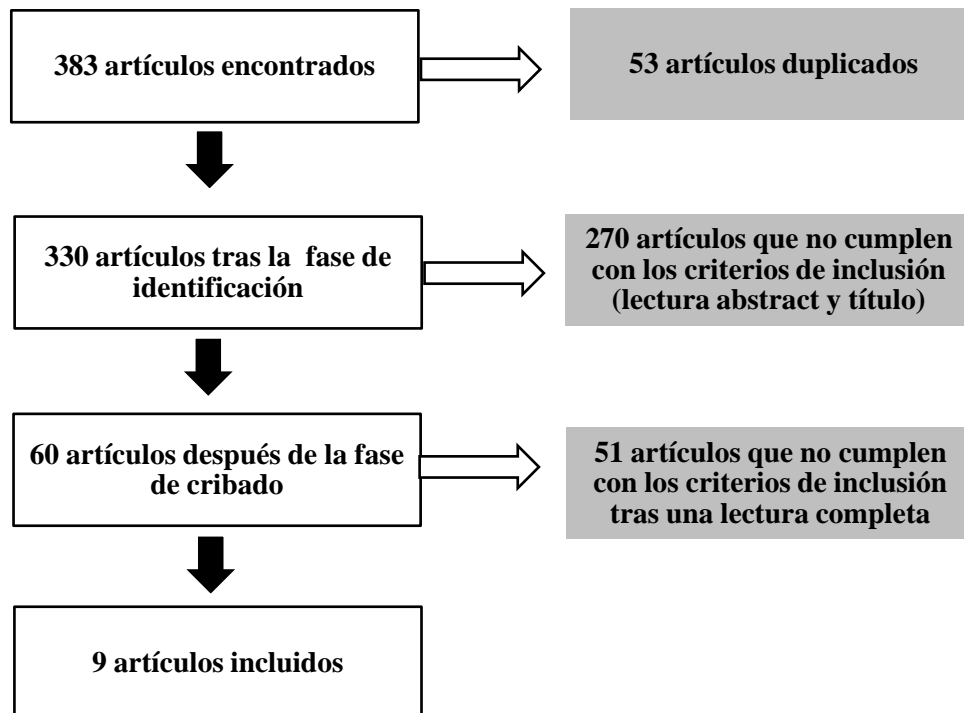 383 artículos encontrados
53 artículos duplicados
330 artículos tras la fase de
identificación
270 artículos que no cumplen
con los criterios de inclusión
(lectura abstract y título)
60 artículos después de la fase
de cribado
51 artículos que no cumplen
con los criterios de inclusión
tras una lectura completa
9 artículos incluidos